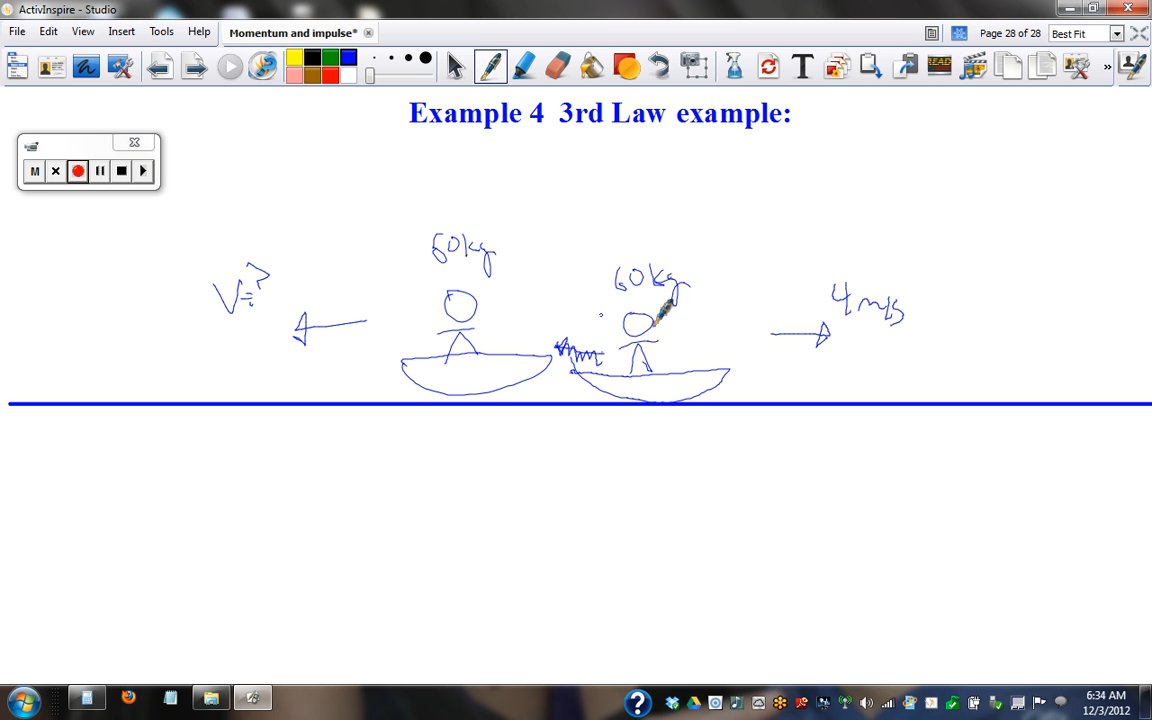 ActivInspire - Studio
File Edit View Insert Tools Help Momentum and impulse* Page 28 of 28 Best Fit
Example 4 3rd Law example:
M
60kg
60kg
V=?
4 m/s
6:34 AM
12/3/2012